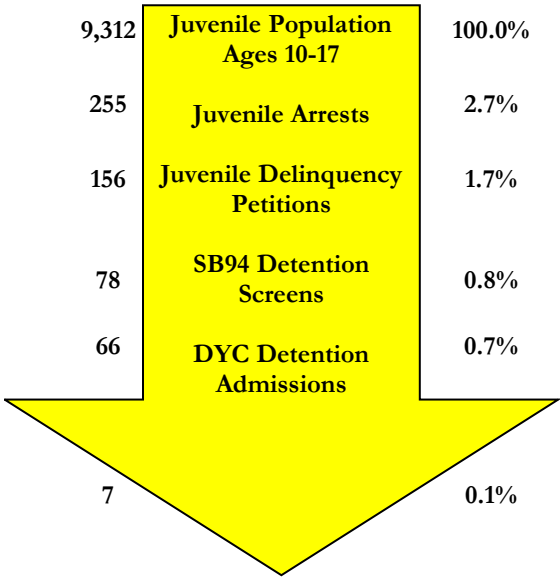 9,312 Juvenile Population 100.0%
Ages 10-17
255 Juvenile Arrests 2.7%
156 Juvenile Delinquency 1.7%
Petitions
SB94 Detention
78 Screens 0.8%
66 DYC Detention 0.7%
Admissions
7 0.1%